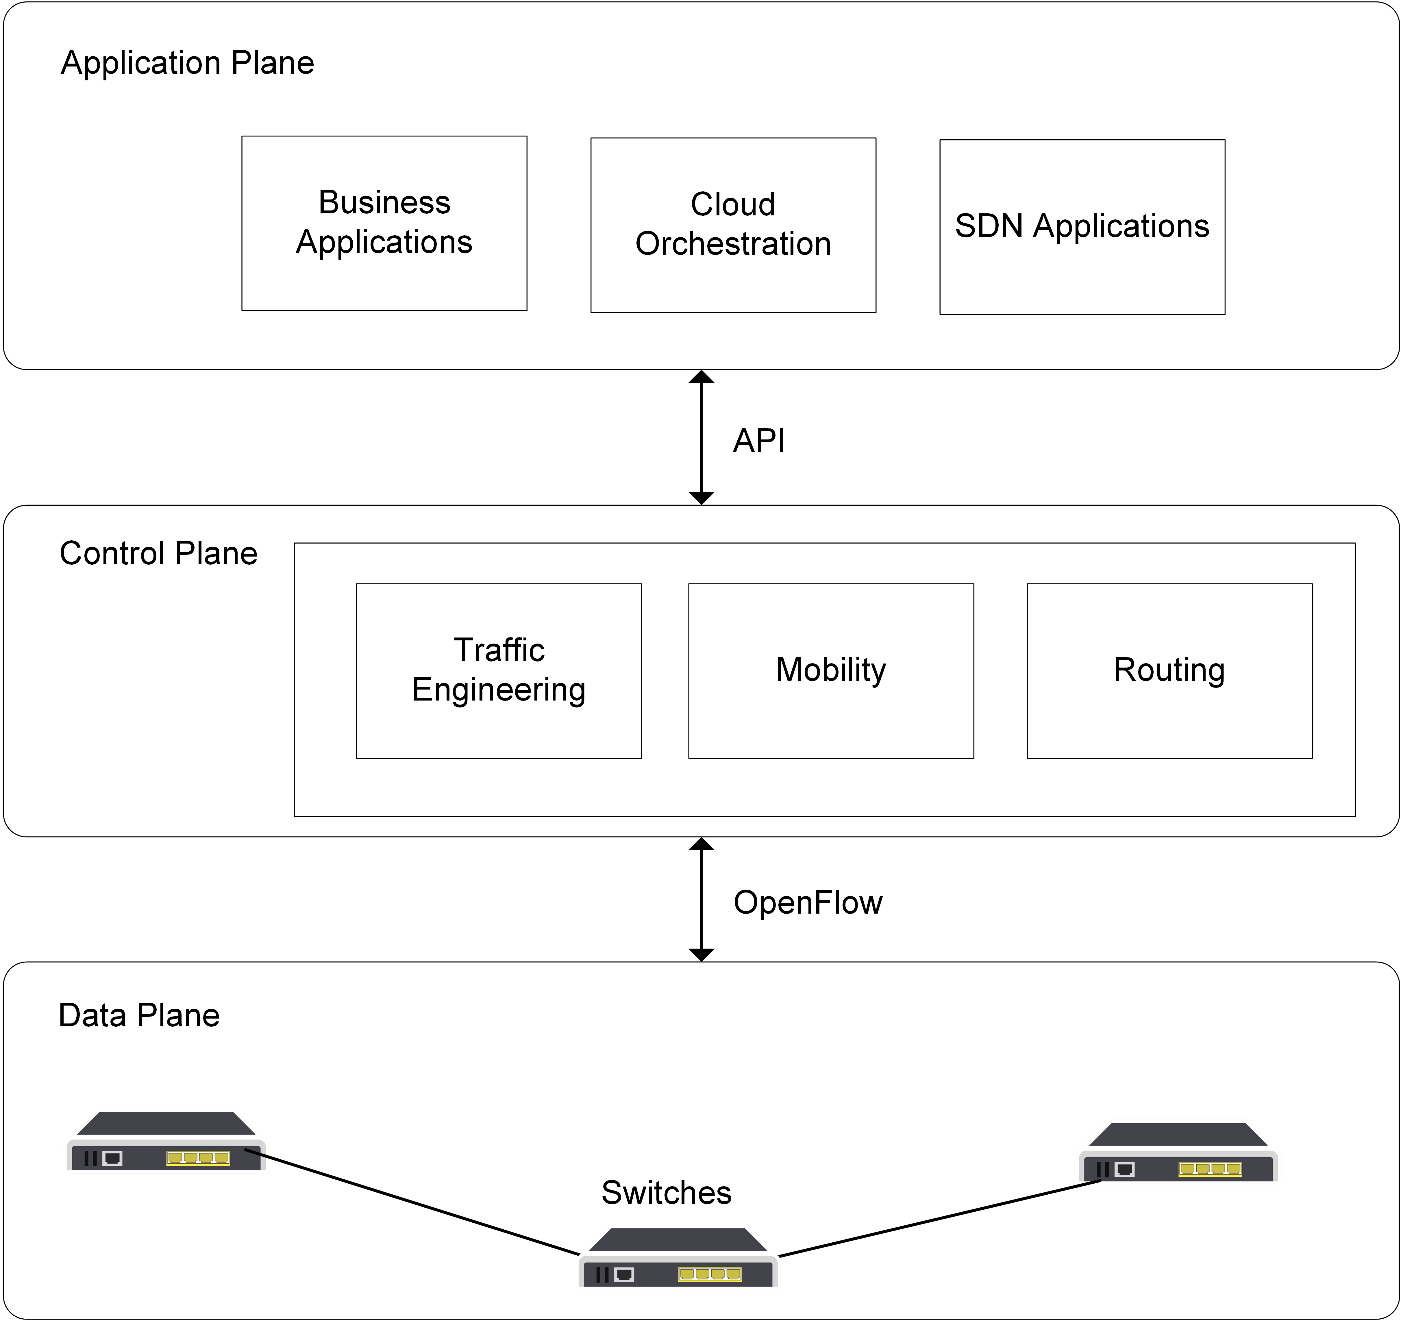 Application Plane
Business
Applications
Cloud
Orchestration
SDN Applications
API
Control Plane
Traffic
Engineering
Mobility
Routing
OpenFlow
Data Plane
Switches